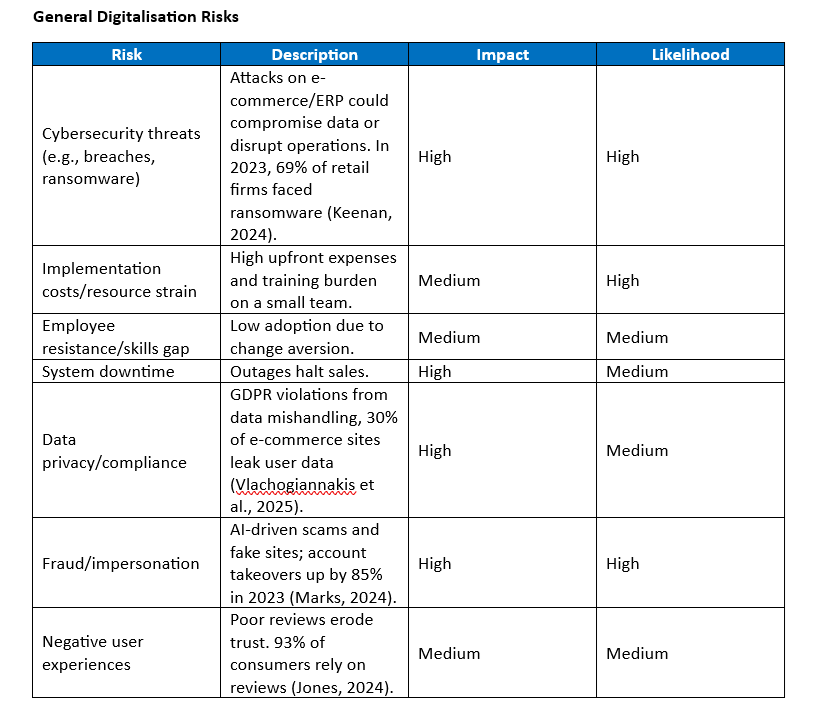 General Digitalisation Risks
Risk Description Impact Likelihood
Cybersecurity threats
(e.g., breaches,
ransomware)
Attacks on e-
commerce/ERP could
compromise data or
disrupt operations. In
2023, 69% of retail
firms faced
ransomware (Keenan,
2024).
High
High
Implementation
costs/resource strain
High upfront expenses
and training burden
on a small team.
Medium
High
Employee
resistance/skills gap
Low adoption due to
change aversion.
Medium
Medium
System downtime
Outages halt sales.
High
Medium
Data
privacy/compliance
GDPR violations from
data mishandling, 30%
of e-commerce sites
leak user data
(Vlachogiannakis et
al., 2025).
High
Medium
Fraud/impersonation
AI-driven scams and
fake sites; account
takeovers up by 85%
in 2023 (Marks, 2024).
High
High
Negative user
experiences
Poor reviews erode
trust. 93% of
consumers rely on
reviews (Jones, 2024).
Medium
Medium